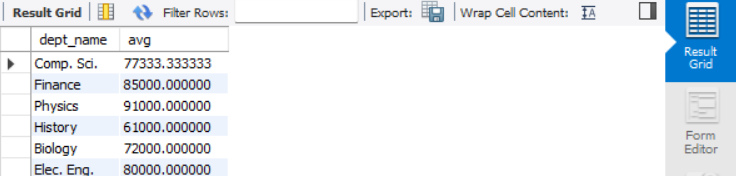 Result Grid Filter Rows: Export: Wrap Cell Content: IA
dept_name avg
Comp. Sci. 77333.333333
Finance 85000.000000
Physics 91000.000000
History 61000.000000
Biology 72000.000000
Elec. Eng. 80000.000000
Result
Grid
Form
Editor